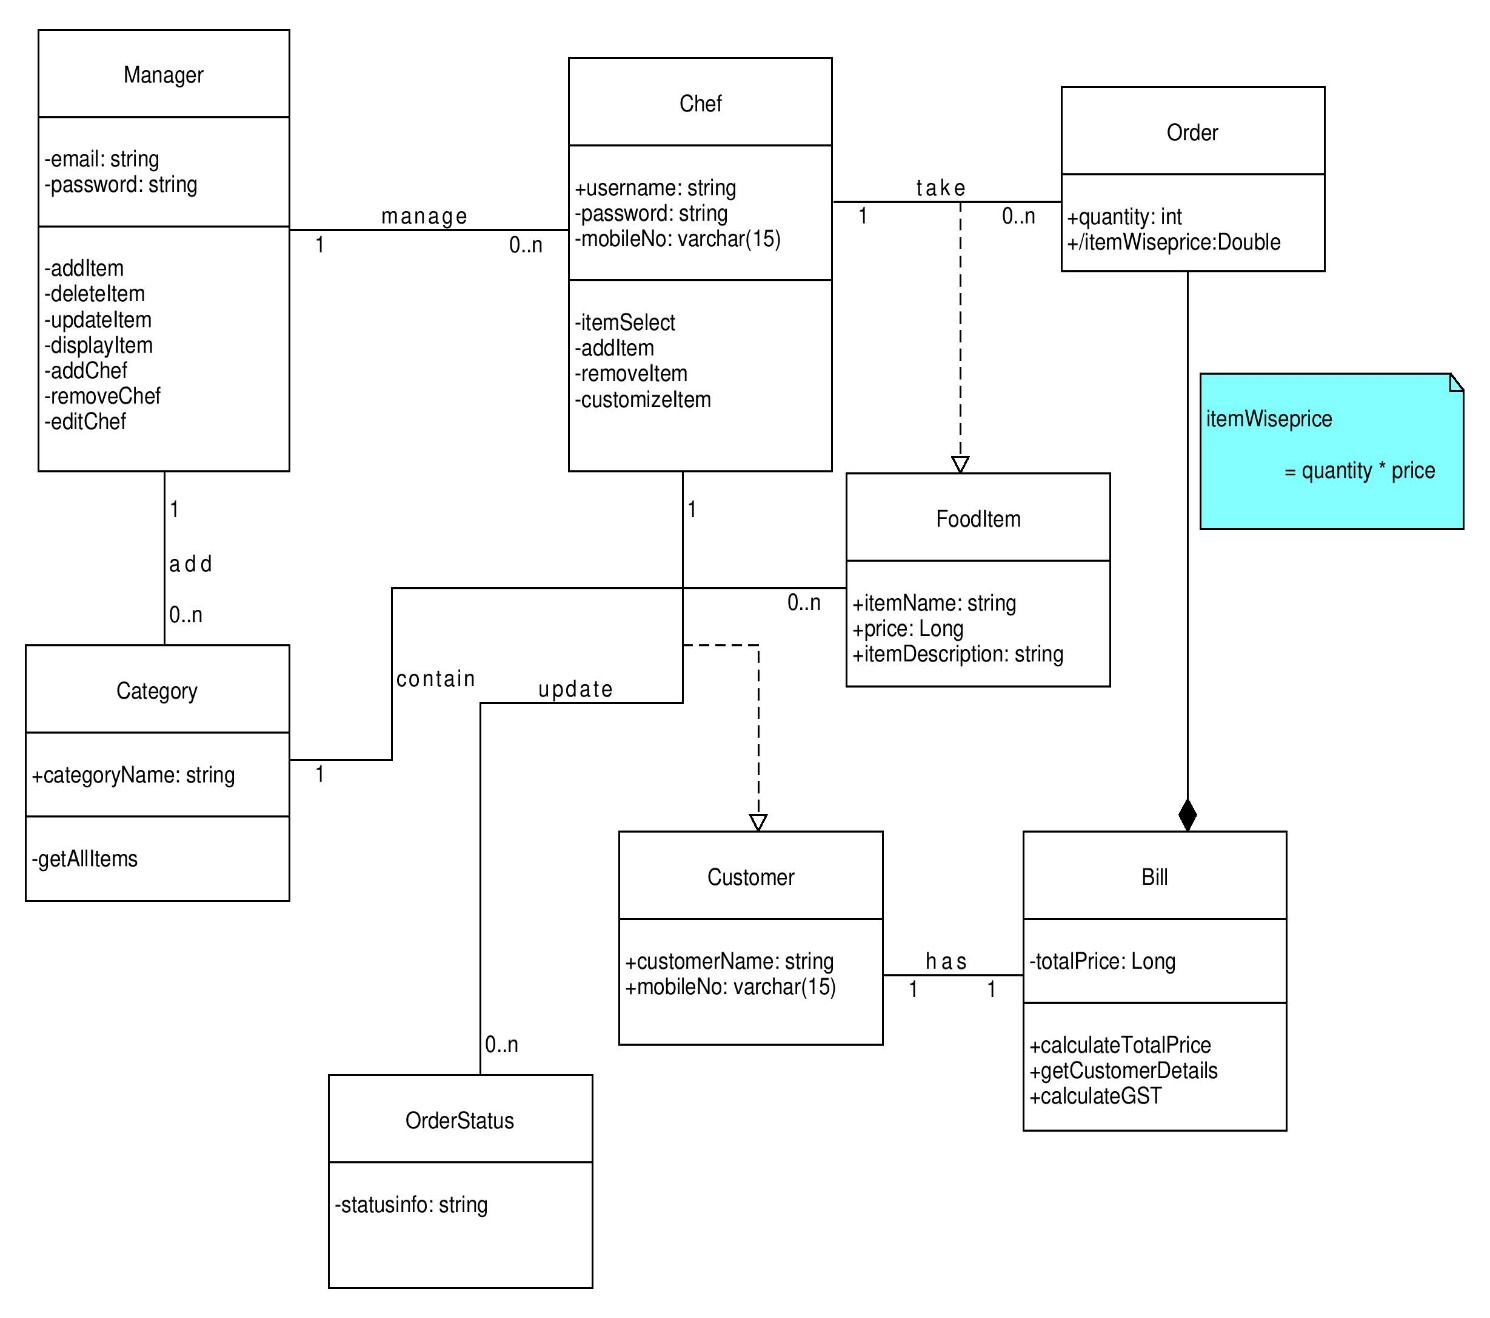 Manager
-email: string
-password: string
-addItem
-deleteItem
-updateItem
-displayItem
-addChef
-removeChef
-editChef
manage
1
0..n
Chef
+username: string
-password: string
-mobileNo: varchar(15)
-itemSelect
-addItem
-removeItem
-customizeItem
take
1
0..n
Order
+quantity: int
+/itemWiseprice:Double
itemWiseprice
= quantity * price
1
add
0..n
1
FoodItem
+itemName: string
+price: Long
+itemDescription: string
0..n
contain
1
Category
+categoryName: string
-getAllItems
update
0..n
Customer
+customerName: string
+mobileNo: varchar(15)
has
1
1
Bill
-totalPrice: Long
+calculateTotalPrice
+getCustomerDetails
+calculateGST
OrderStatus
-statusinfo: string